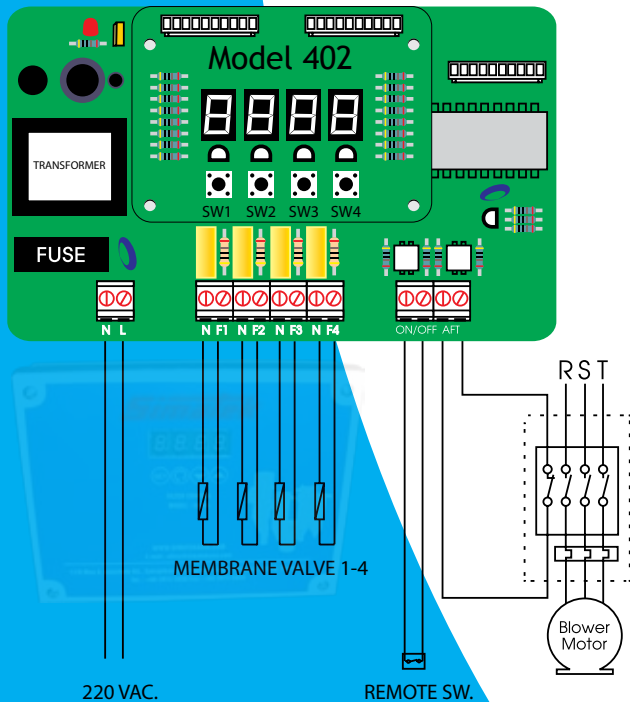 Model 402
8888
TRANSFORMER
SW1 SW2 SW3 SW4
FUSE
N L
N F1 N F2 N F3 N F4
ON/OFF AFT
R S T
MEMBRANE VALVE 1-4
Blower
Motor
220 VAC.
REMOTE SW.